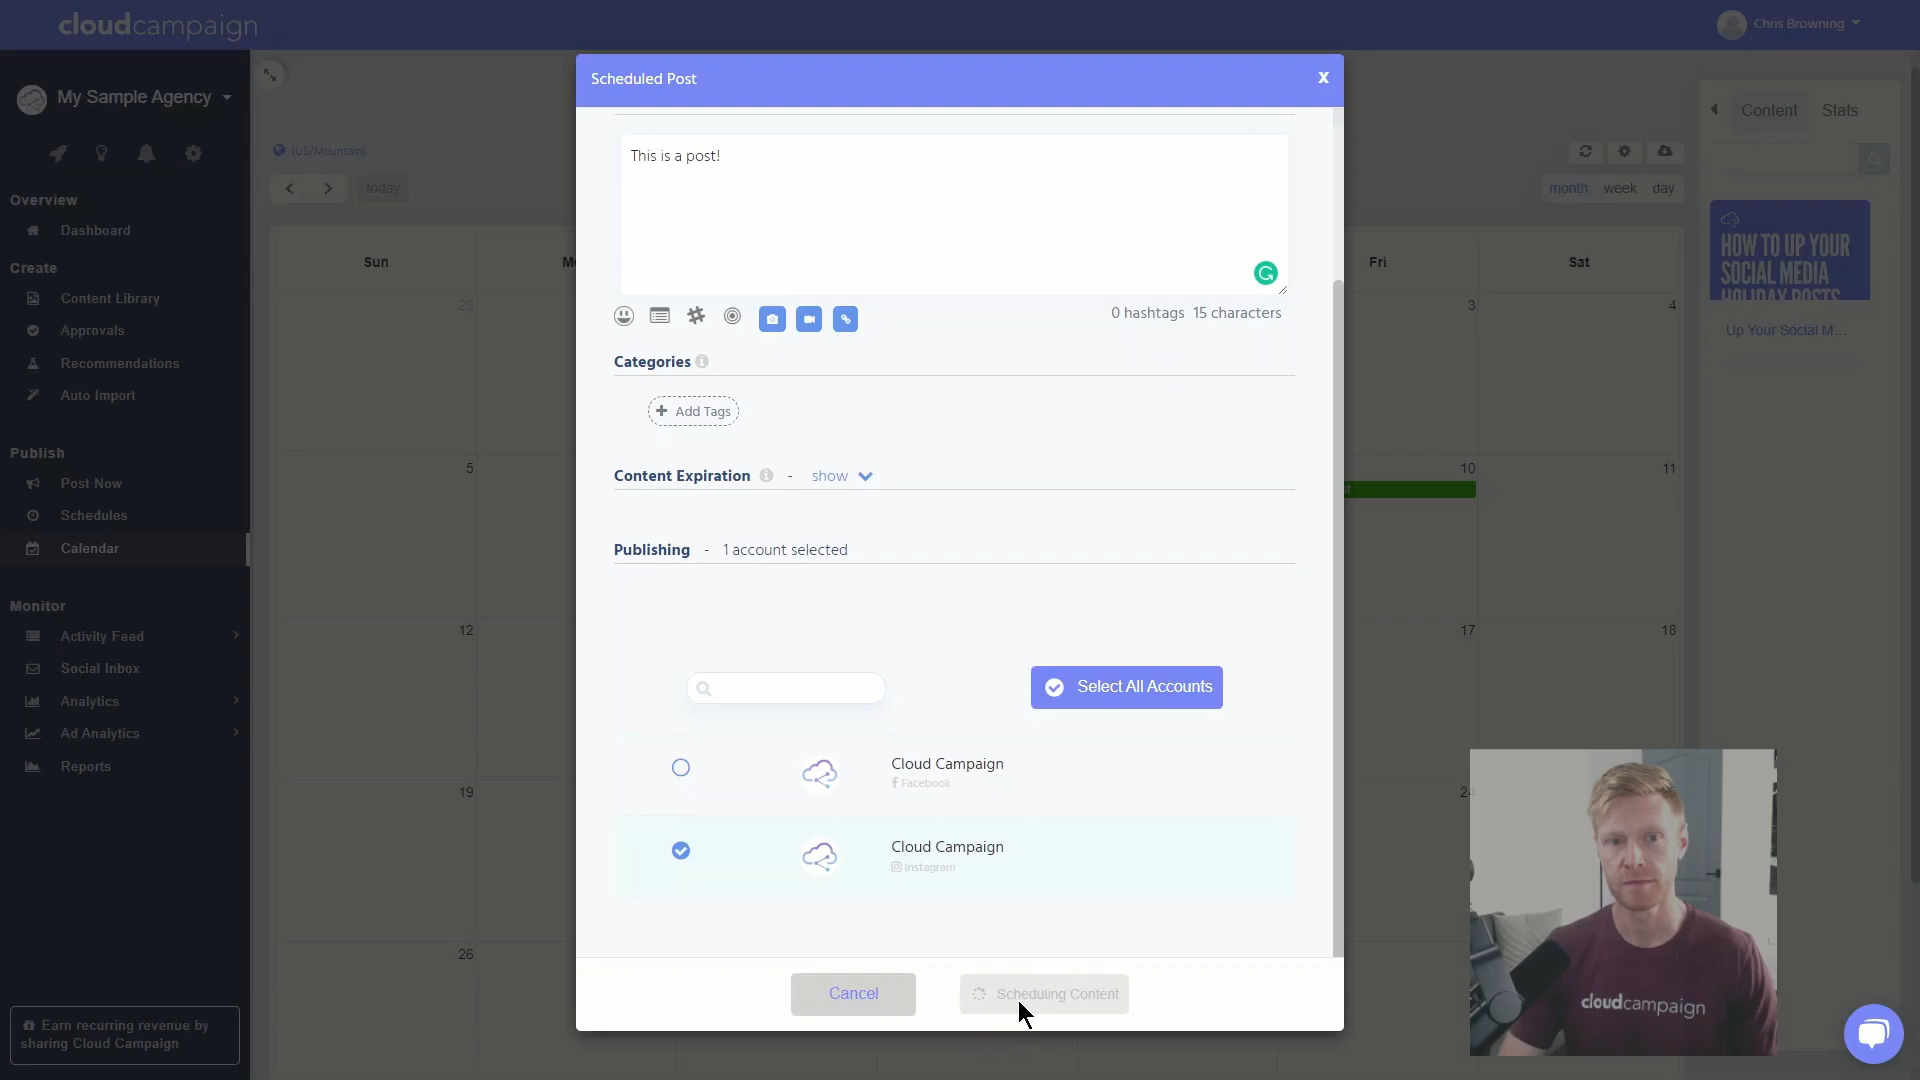 cloudcampaign
Chris Browning
My Sample Agency
Overview
Dashboard
Create
Content Library
Approvals
Recommendations
Auto Import
Publish
Post Now
Schedules
Calendar
Monitor
Activity Feed
Social Inbox
Analytics
Ad Analytics
Reports
Earn recurring revenue by
sharing Cloud Campaign
(US/Mountain)
today
month week day
Sun
Fri
Sat
29
3
4
5
10
11
12
17
18
19
26
Scheduled Post
X
This is a post!
0 hashtags 15 characters
Categories
+ Add Tags
Content Expiration - show
Publishing - 1 account selected
Select All Accounts
Cloud Campaign
Facebook
Cloud Campaign
Instagram
Cancel
Scheduling Content
Content Stats
HOW TO UP YOUR
SOCIAL MEDIA
HOLIDAY POSTS
Up Your Social M...
cloudcampaign